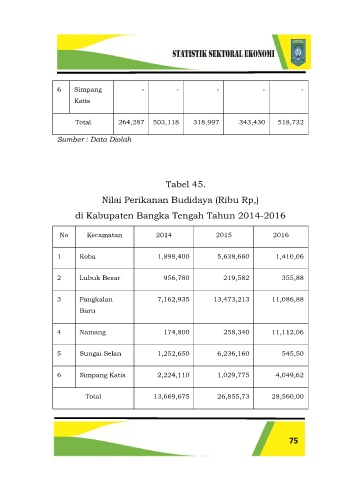 STATISTIK SEKTORAL EKONOMI
6 Simpang Katis - - - - -
Total 264,287 503,118 318,997 343,430 518,732
Sumber : Data Diolah
Tabel 45.
Nilai Perikanan Budidaya (Ribu Rp,)
di Kabupaten Bangka Tengah Tahun 2014-2016
No Kecamatan 2014 2015 2016
1 Koba 1,898,400 5,638,660 1,410,06
2 Lubuk Besar 956,780 219,582 355,88
3 Pangkalan Baru 7,162,935 13,473,213 11,086,88
4 Namang 174,800 258,340 11,112,06
5 Sungai Selan 1,252,650 6,236,160 545,50
6 Simpang Katis 2,224,110 1,029,775 4,049,62
Total 13,669,675 26,855,73 28,560,00
75